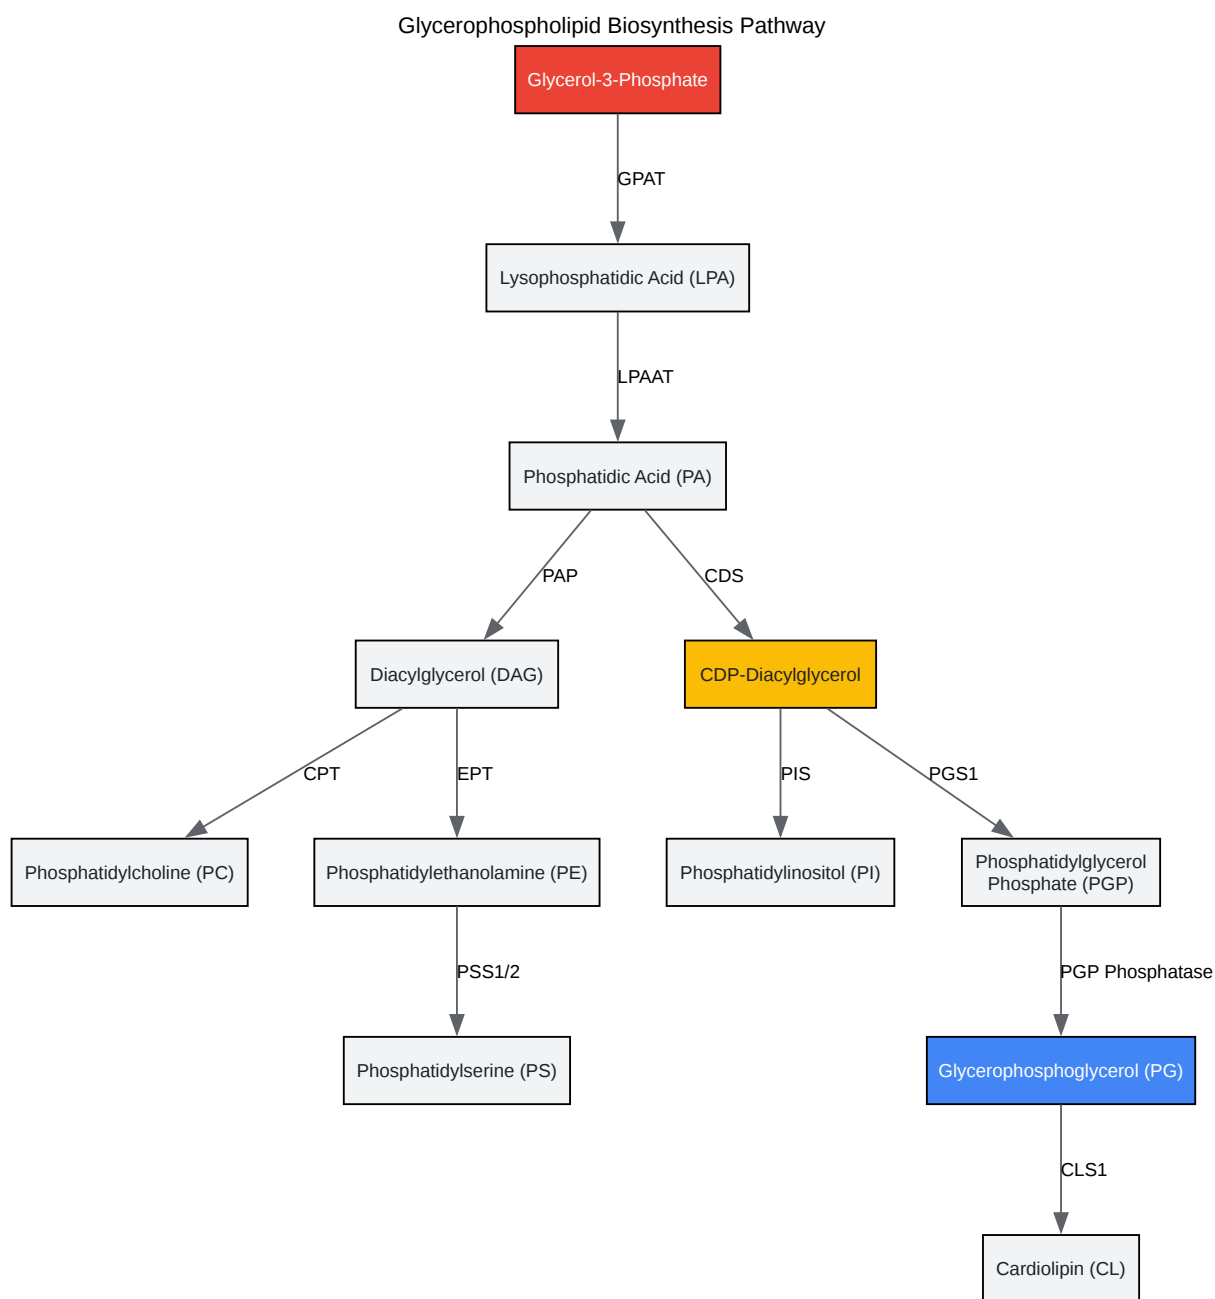 Glycerophospholipid Biosynthesis Pathway
Glycerol-3-Phosphate
GPAT
Lysophosphatidic Acid (LPA)
LPAAT
Phosphatidic Acid (PA)
PAP
CDS
Diacylglycerol (DAG)
CDP-Diacylglycerol
CPT
EPT
PIS
PGS1
Phosphatidylcholine (PC)
Phosphatidylethanolamine (PE)
Phosphatidylinositol (PI)
Phosphatidylglycerol
Phosphate (PGP)
PSS1/2
PGP Phosphatase
Phosphatidylserine (PS)
Glycerophosphoglycerol (PG)
CLS1
Cardiolipin (CL)